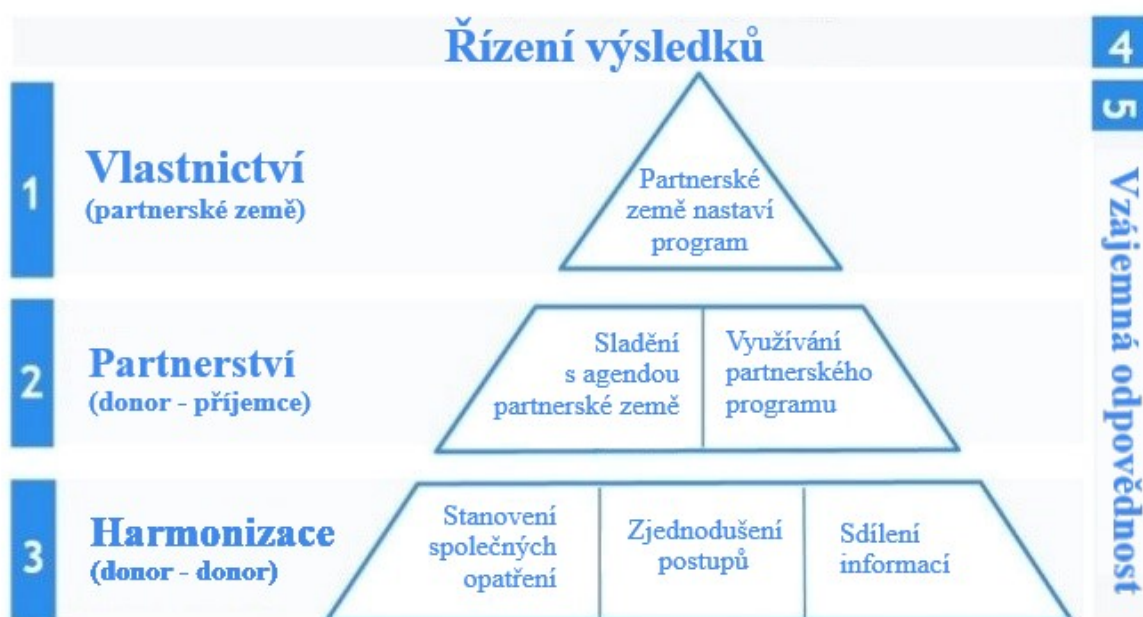 Řízení výsledků
4
5
Vzájemná odpovědnost
1
Vlastnictví
(partnerské země)
Partnerské
země nastaví
program
2
Partnerství
(donor - příjemce)
Sladění
s agendou
partnerské země
Využívání
partnerského
programu
3
Harmonizace
(donor - donor)
Stanovení
společných
opatření
Zjednodušení
postupů
Sdílení
informací